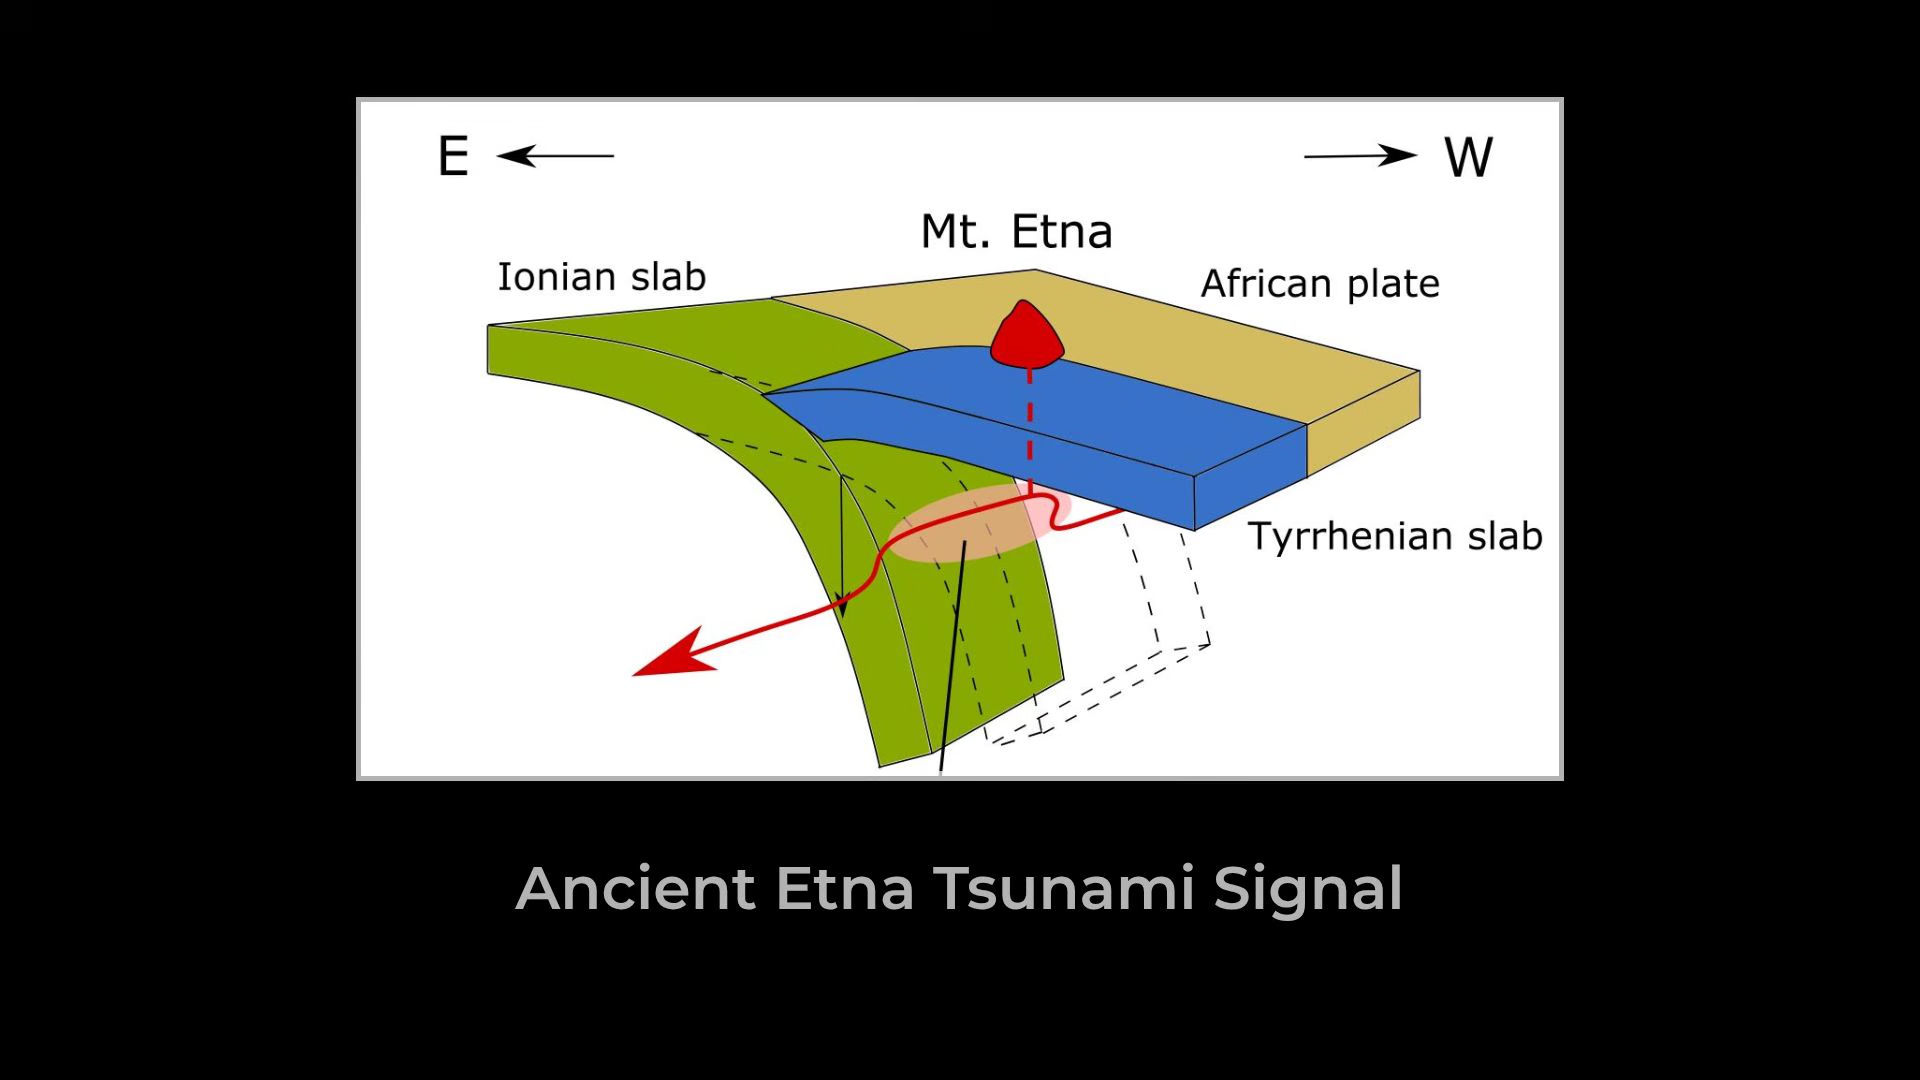 E
W
Mt. Etna
Ionian slab
African plate
Tyrrhenian slab
Ancient Etna Tsunami Signal